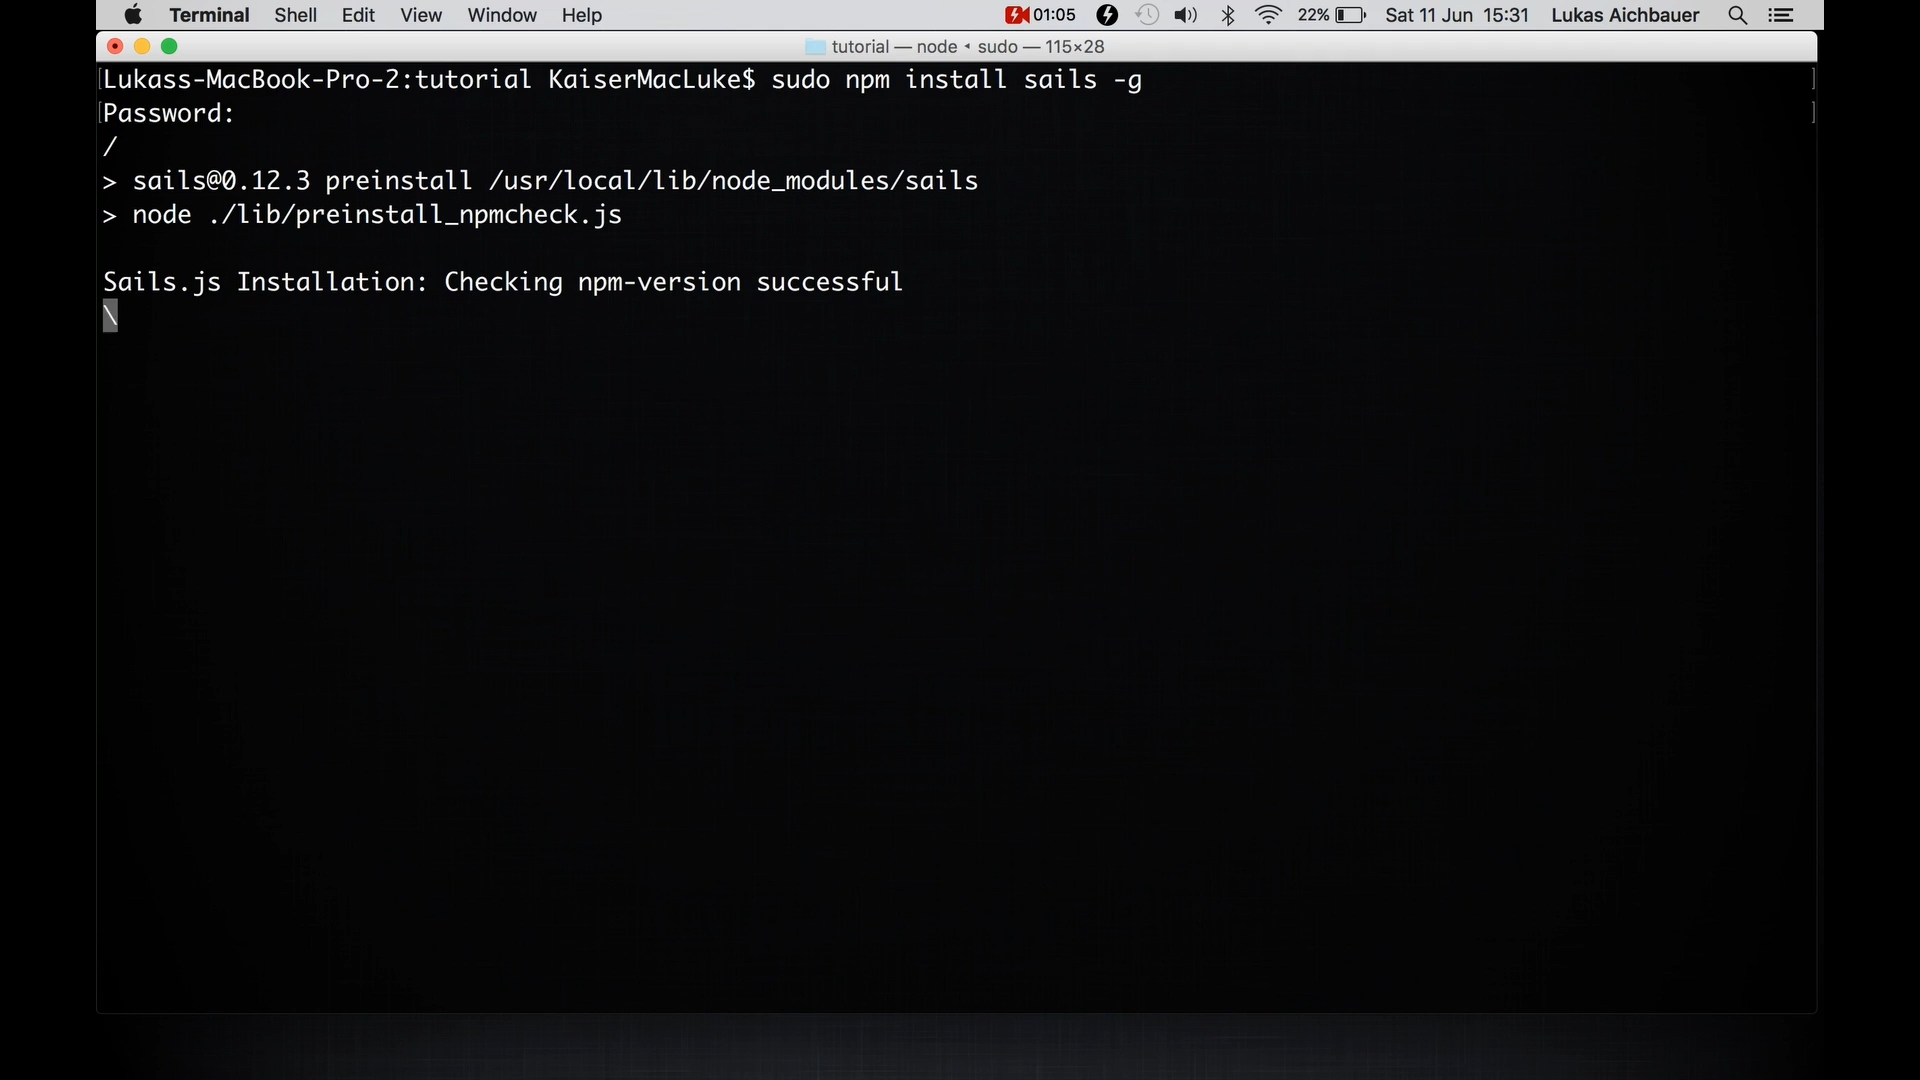 Terminal Shell Edit View Window Help 01:05 22% Sat 11 Jun 15:31 Lukas Aichbauer
tutorial — node ◂ sudo — 115×28
[Lukass-MacBook-Pro-2:tutorial KaiserMacLuke$ sudo npm install sails -g ]
[Password: ]
/
> sails@0.12.3 preinstall /usr/local/lib/node_modules/sails
> node ./lib/preinstall_npmcheck.js
Sails.js Installation: Checking npm-version successful
\